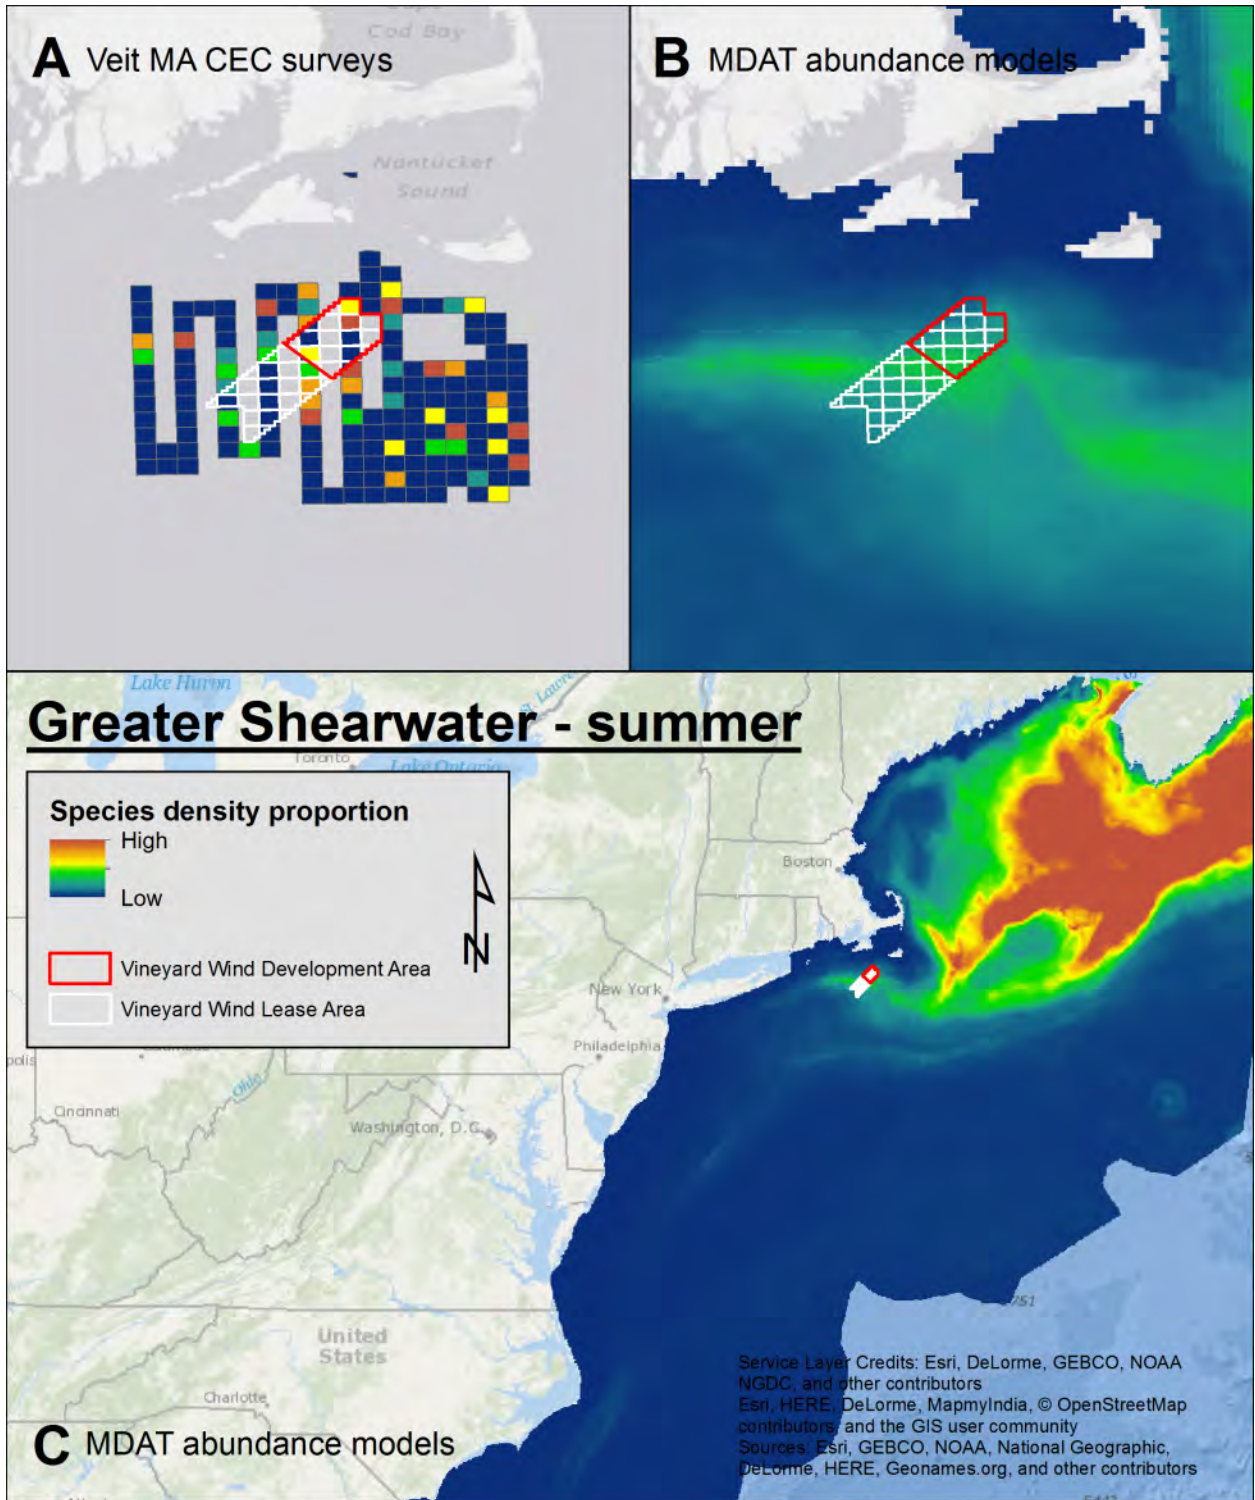 A Veit MA CEC surveys
Cod Bay
Nantucket
Sound
B MDAT abundance models
Lake Huron
St. Lawre
Greater Shearwater - summer
Toronto
Lake Ontario
Species density proportion
High
Low
N
Vineyard Wind Development Area
Vineyard Wind Lease Area
Boston
New York
Philadelphia
Ohio
Cincinnati
Washington, D.C.
United
States
Charlotte
C MDAT abundance models
Service Layer Credits: Esri, DeLorme, GEBCO, NOAA
NGDC, and other contributors
Esri, HERE, DeLorme, MapmyIndia, © OpenStreetMap
contributors, and the GIS user community
Sources: Esri, GEBCO, NOAA, National Geographic,
DeLorme, HERE, Geonames.org, and other contributors